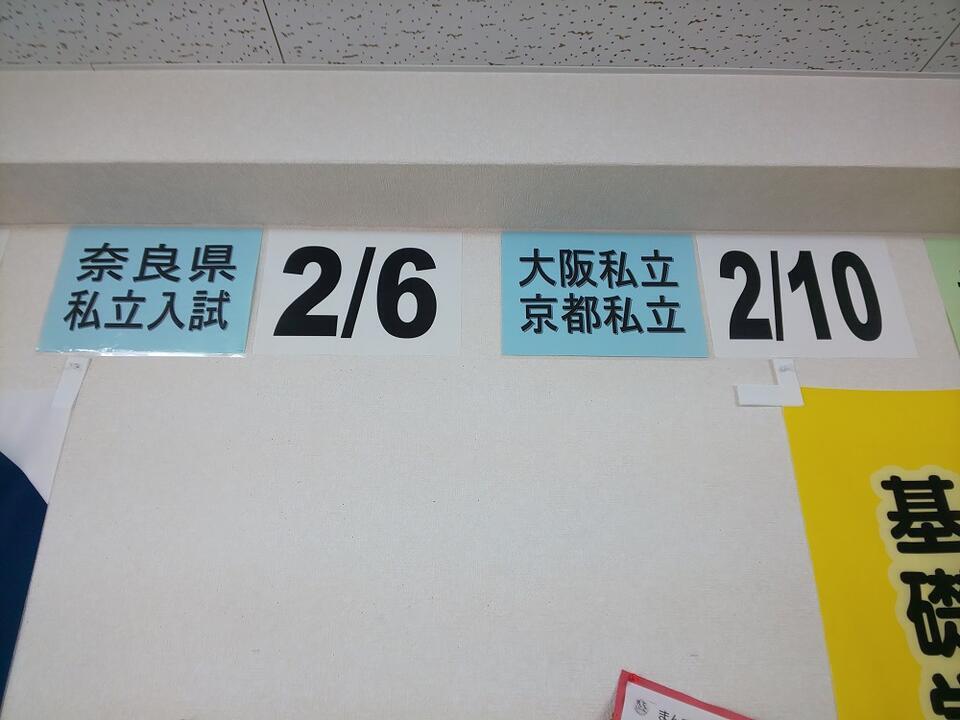 奈良県
私立入試
2/6
大阪私立
京都私立
2/10
基
礎